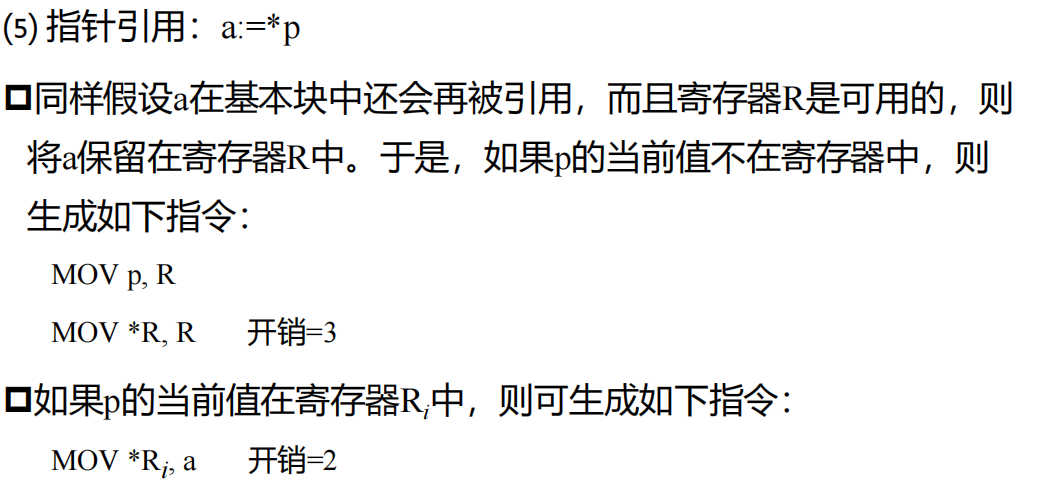 (5) 指针引用：a:=*p
同样假设a在基本块中还会再被引用，而且寄存器R是可用的，则
将a保留在寄存器R中。于是，如果p的当前值不在寄存器中，则
生成如下指令：
MOV p, R
MOV *R, R 开销=3
如果p的当前值在寄存器Ri中，则可生成如下指令：
MOV *Ri, a 开销=2